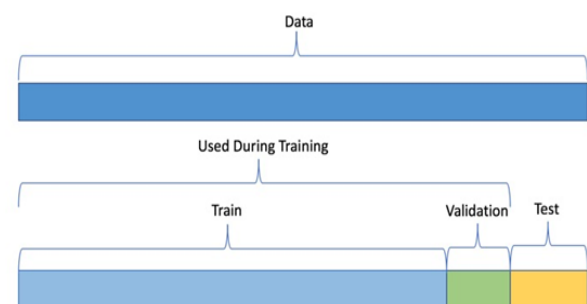 Data
Used During Training
Train
Validation
Test